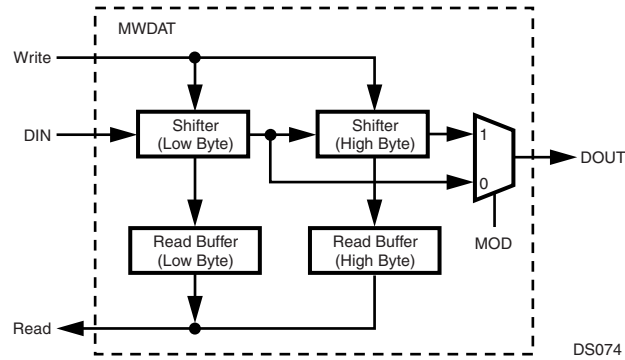 MWDAT
Write
DIN
Shifter
(Low Byte)
Shifter
(High Byte)
1
0
DOUT
MOD
Read Buffer
(Low Byte)
Read Buffer
(High Byte)
Read
DS074